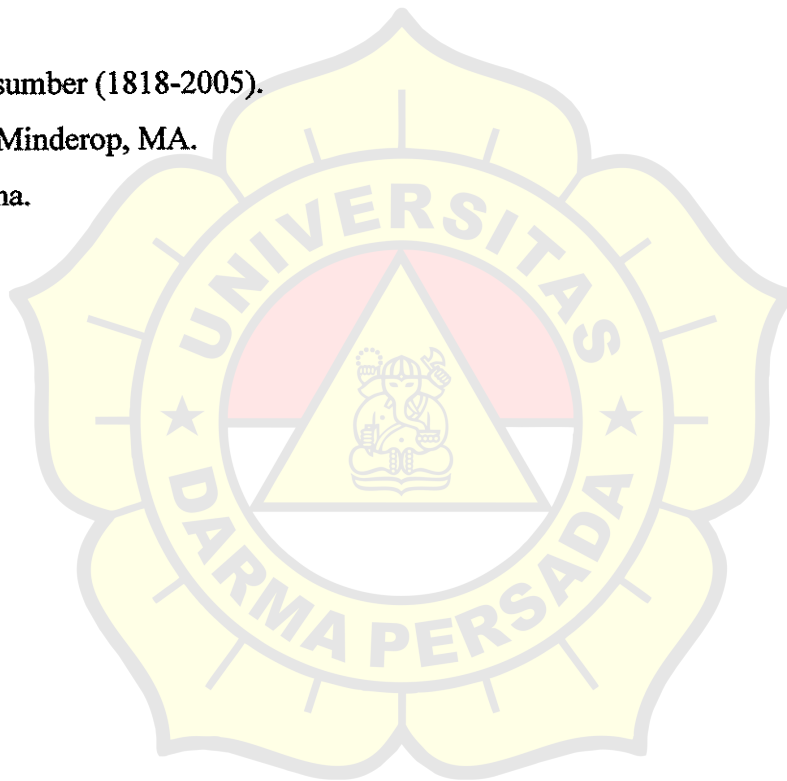 sumber (1818-2005).
Minderop, MA.
na.
UNIVERSITAS
DARMA PERSADA